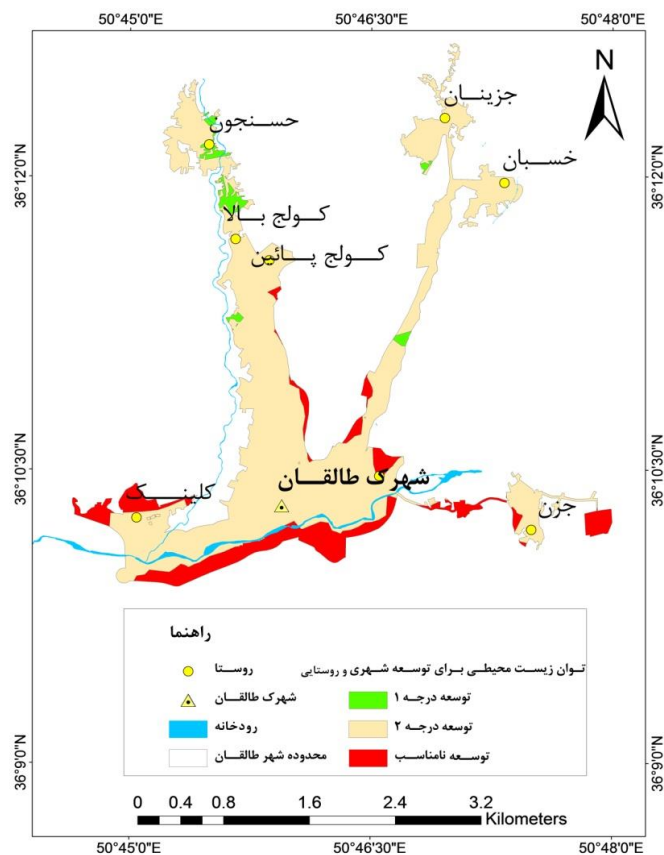 50°45'0"E 50°46'30"E 50°48'0"E
N
جزینان
حسنجون
خسبان
36°12'0"N 36°12'0"N
کولج بالا
کولج پائین
36°10'30"N 36°10'30"N
شهرک طالقان
کلینک
جزن
راهنما
توان زیست محیطی برای توسعه شهری و روستایی
روستا
توسعه درجه ۱
شهرک طالقان
توسعه درجه ۲
رودخانه
توسعه نامناسب
محدوده شهر طالقان
36°9'0"N 36°9'0"N
0 0.4 0.8 1.6 2.4 3.2
Kilometers
50°45'0"E 50°46'30"E 50°48'0"E